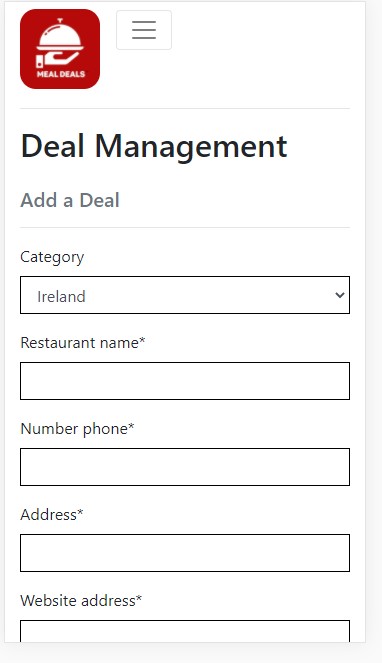 MEAL DEALS
Deal Management
Add a Deal
Category
Ireland
Restaurant name*
Number phone*
Address*
Website address*